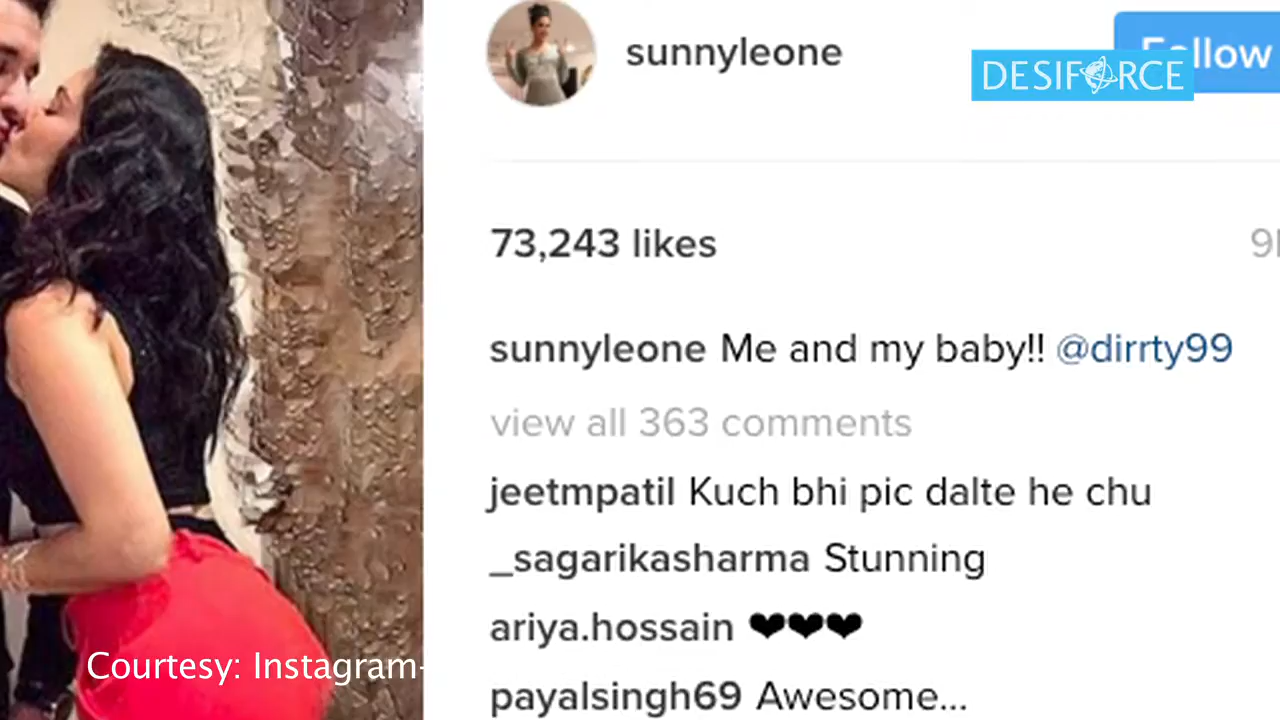 sunnyleone
llow
DESIFORCE
73,243 likes
sunnyleone Me and my baby!! @dirrty99
view all 363 comments
jeetmpatil Kuch bhi pic dalte he chu
_sagarikasharma Stunning
ariya.hossain ❤❤❤
payalsingh69 Awesome...
Courtesy: Instagram-